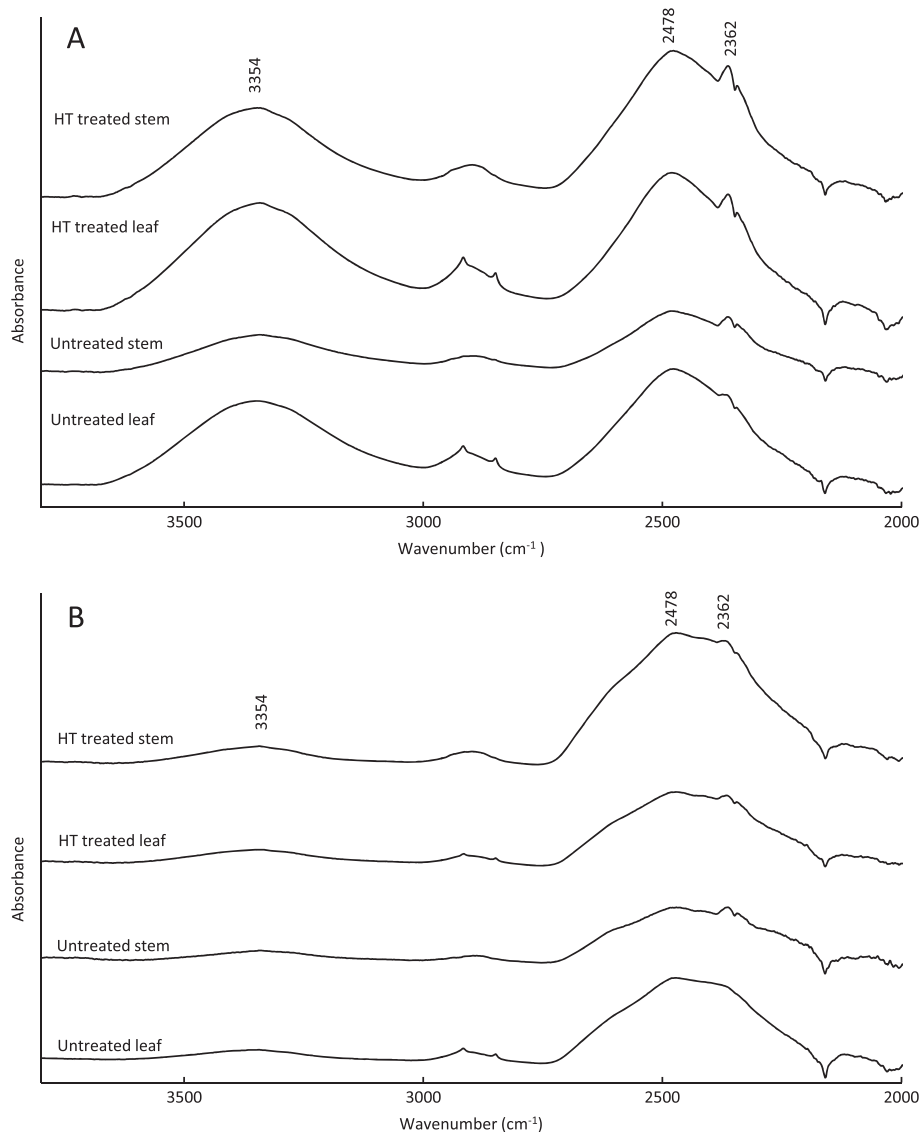 A
2478
2362
3354
HT treated stem
HT treated leaf
Untreated stem
Untreated leaf
Absorbance
3500
3000
2500
2000
Wavenumber (cm-1 )
B
2478
2362
3354
HT treated stem
HT treated leaf
Untreated stem
Untreated leaf
Absorbance
3500
3000
2500
2000
Wavenumber (cm-1)